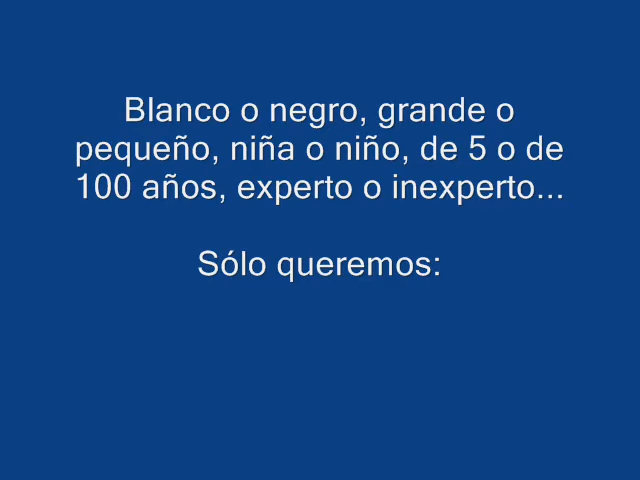 Blanco o negro, grande o
pequeño, niña o niño, de 5 o de
100 años, experto o inexperto...
Sólo queremos: